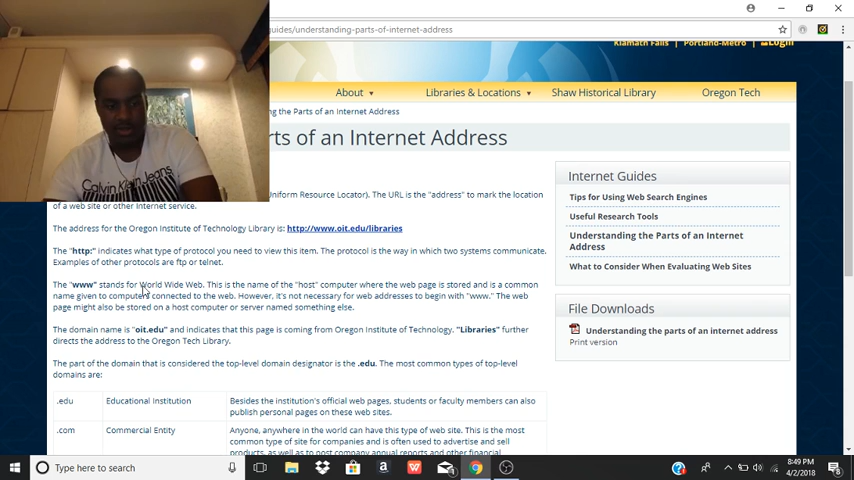 guides/understanding-parts-of-internet-address
Klamath Falls
Portland-Metro
Login
About
Libraries & Locations
Shaw Historical Library
Oregon Tech
ng the Parts of an Internet Address
rts of an Internet Address
Calvin Klein Jeans
niform Resource Locator). The URL is the "address" to mark the location
of a web site or other Internet service.
The address for the Oregon Institute of Technology Library is: http://www.oit.edu/libraries
The "http:" indicates what type of protocol you need to view this item. The protocol is the way in which two systems communicate.
Examples of other protocols are ftp or telnet.
The "www" stands for World Wide Web. This is the name of the "host" computer where the web page is stored and is a common
name given to computers connected to the web. However, it's not necessary for web addresses to begin with "www." The web
page might also be stored on a host computer or server named something else.
The domain name is "oit.edu" and indicates that this page is coming from Oregon Institute of Technology. "Libraries" further
directs the address to the Oregon Tech Library.
The part of the domain that is considered the top-level domain designator is the .edu. The most common types of top-level
domains are:
.edu Educational Institution Besides the institution's official web pages, students or faculty members can also
publish personal pages on these web sites.
.com Commercial Entity Anyone, anywhere in the world can have this type of web site. This is the most
common type of site for companies and is often used to advertise and sell
products, as well as to post company annual reports and other financial
Internet Guides
Tips for Using Web Search Engines
Useful Research Tools
Understanding the Parts of an Internet
Address
What to Consider When Evaluating Web Sites
File Downloads
Understanding the parts of an internet address
Print version
Type here to search
8:49 PM
4/2/2018